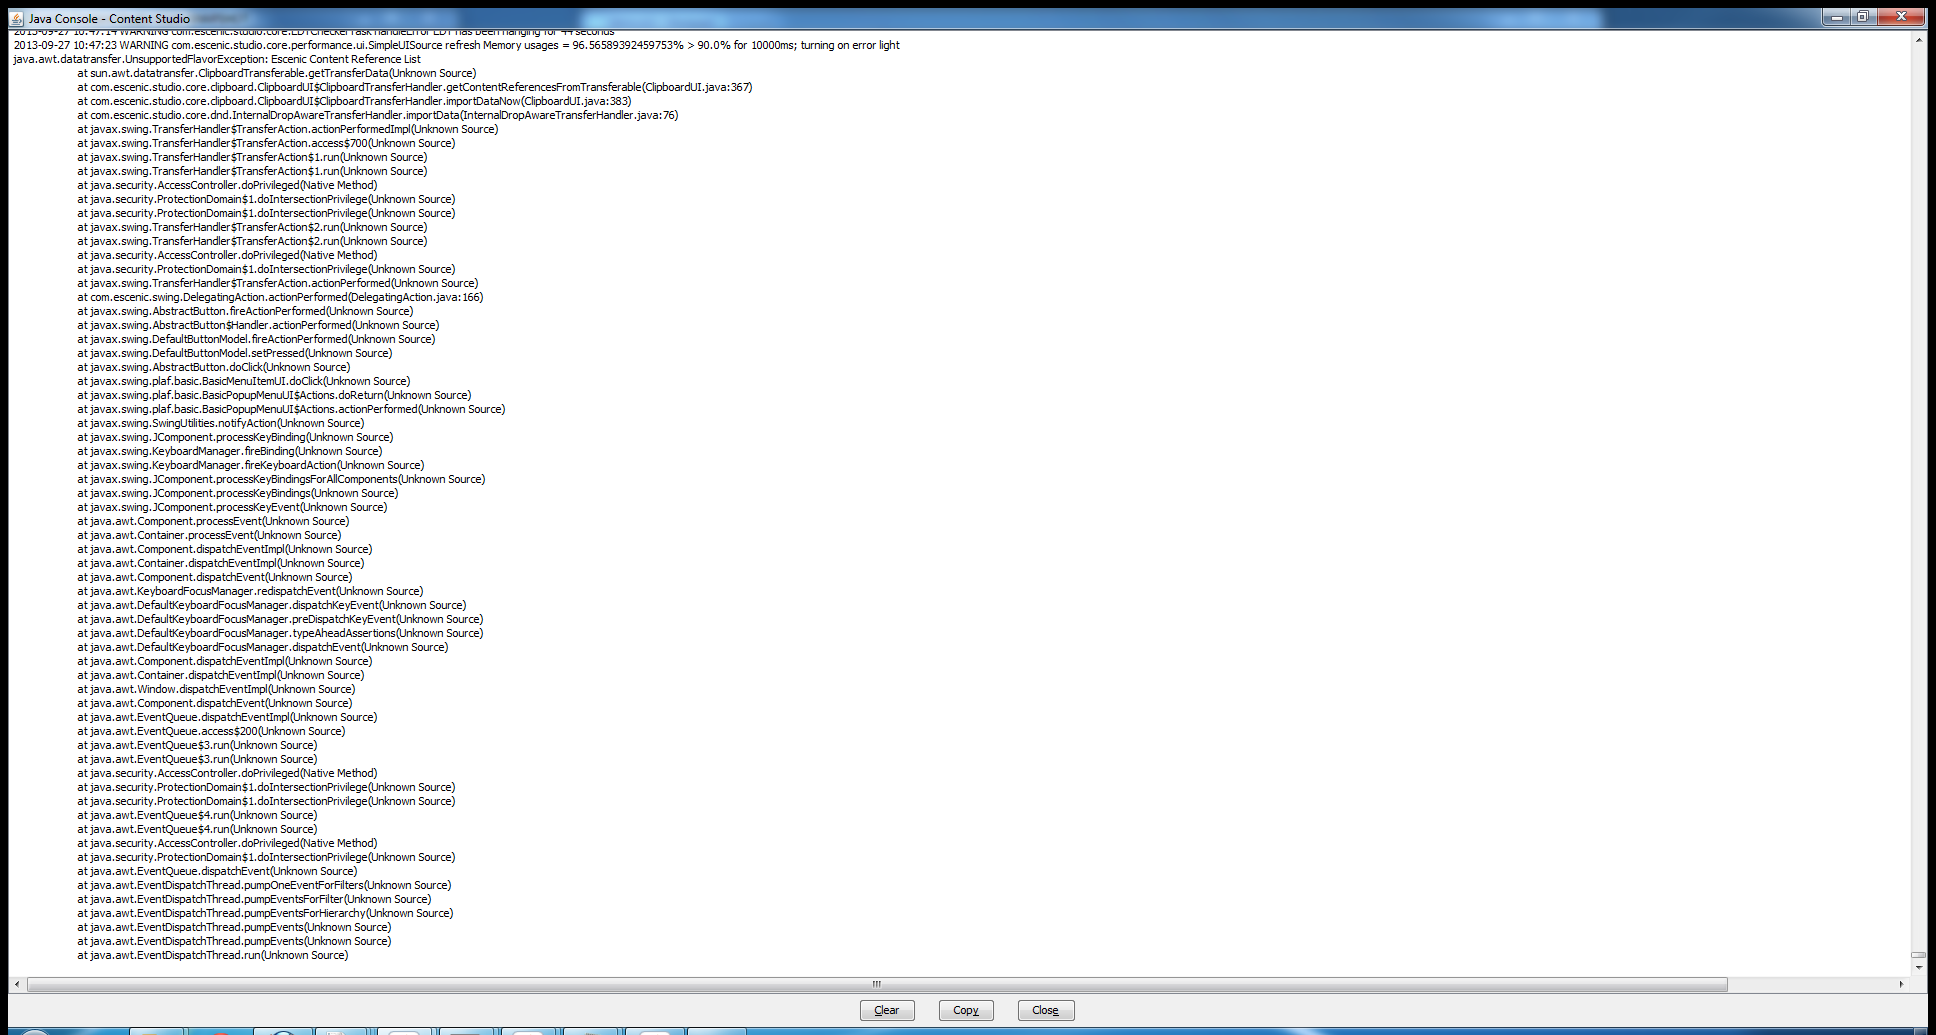 Java Console - Content Studio
2013-09-27 10:47:14 WARNING com.escenic.studio.core.EDTCheckerTask handleError EDT has been hanging for 44 seconds
2013-09-27 10:47:23 WARNING com.escenic.studio.core.performance.ui.SimpleUISource refresh Memory usages = 96.56589392459753% > 90.0% for 10000ms; turning on error light
java.awt.datatransfer.UnsupportedFlavorException: Escenic Content Reference List
at sun.awt.datatransfer.ClipboardTransferable.getTransferData(Unknown Source)
at com.escenic.studio.core.clipboard.ClipboardUI$ClipboardTransferHandler.getContentReferencesFromTransferable(ClipboardUI.java:367)
at com.escenic.studio.core.clipboard.ClipboardUI$ClipboardTransferHandler.importDataNow(ClipboardUI.java:383)
at com.escenic.studio.core.dnd.InternalDropAwareTransferHandler.importData(InternalDropAwareTransferHandler.java:76)
at javax.swing.TransferHandler$TransferAction.actionPerformedImpl(Unknown Source)
at javax.swing.TransferHandler$TransferAction.access$700(Unknown Source)
at javax.swing.TransferHandler$TransferAction$1.run(Unknown Source)
at javax.swing.TransferHandler$TransferAction$1.run(Unknown Source)
at java.security.AccessController.doPrivileged(Native Method)
at java.security.ProtectionDomain$1.doIntersectionPrivilege(Unknown Source)
at java.security.ProtectionDomain$1.doIntersectionPrivilege(Unknown Source)
at javax.swing.TransferHandler$TransferAction$2.run(Unknown Source)
at javax.swing.TransferHandler$TransferAction$2.run(Unknown Source)
at java.security.AccessController.doPrivileged(Native Method)
at java.security.ProtectionDomain$1.doIntersectionPrivilege(Unknown Source)
at javax.swing.TransferHandler$TransferAction.actionPerformed(Unknown Source)
at com.escenic.swing.DelegatingAction.actionPerformed(DelegatingAction.java:166)
at javax.swing.AbstractButton.fireActionPerformed(Unknown Source)
at javax.swing.AbstractButton$Handler.actionPerformed(Unknown Source)
at javax.swing.DefaultButtonModel.fireActionPerformed(Unknown Source)
at javax.swing.DefaultButtonModel.setPressed(Unknown Source)
at javax.swing.AbstractButton.doClick(Unknown Source)
at javax.swing.plaf.basic.BasicMenuItemUI.doClick(Unknown Source)
at javax.swing.plaf.basic.BasicPopupMenuUI$Actions.doReturn(Unknown Source)
at javax.swing.plaf.basic.BasicPopupMenuUI$Actions.actionPerformed(Unknown Source)
at javax.swing.SwingUtilities.notifyAction(Unknown Source)
at javax.swing.JComponent.processKeyBinding(Unknown Source)
at javax.swing.KeyboardManager.fireBinding(Unknown Source)
at javax.swing.KeyboardManager.fireKeyboardAction(Unknown Source)
at javax.swing.JComponent.processKeyBindingsForAllComponents(Unknown Source)
at javax.swing.JComponent.processKeyBindings(Unknown Source)
at javax.swing.JComponent.processKeyEvent(Unknown Source)
at java.awt.Component.processEvent(Unknown Source)
at java.awt.Container.processEvent(Unknown Source)
at java.awt.Component.dispatchEventImpl(Unknown Source)
at java.awt.Container.dispatchEventImpl(Unknown Source)
at java.awt.Component.dispatchEvent(Unknown Source)
at java.awt.KeyboardFocusManager.redispatchEvent(Unknown Source)
at java.awt.DefaultKeyboardFocusManager.dispatchKeyEvent(Unknown Source)
at java.awt.DefaultKeyboardFocusManager.preDispatchKeyEvent(Unknown Source)
at java.awt.DefaultKeyboardFocusManager.typeAheadAssertions(Unknown Source)
at java.awt.DefaultKeyboardFocusManager.dispatchEvent(Unknown Source)
at java.awt.Component.dispatchEventImpl(Unknown Source)
at java.awt.Container.dispatchEventImpl(Unknown Source)
at java.awt.Window.dispatchEventImpl(Unknown Source)
at java.awt.Component.dispatchEvent(Unknown Source)
at java.awt.EventQueue.dispatchEventImpl(Unknown Source)
at java.awt.EventQueue.access$200(Unknown Source)
at java.awt.EventQueue$3.run(Unknown Source)
at java.awt.EventQueue$3.run(Unknown Source)
at java.security.AccessController.doPrivileged(Native Method)
at java.security.ProtectionDomain$1.doIntersectionPrivilege(Unknown Source)
at java.security.ProtectionDomain$1.doIntersectionPrivilege(Unknown Source)
at java.awt.EventQueue$4.run(Unknown Source)
at java.awt.EventQueue$4.run(Unknown Source)
at java.security.AccessController.doPrivileged(Native Method)
at java.security.ProtectionDomain$1.doIntersectionPrivilege(Unknown Source)
at java.awt.EventQueue.dispatchEvent(Unknown Source)
at java.awt.EventDispatchThread.pumpOneEventForFilters(Unknown Source)
at java.awt.EventDispatchThread.pumpEventsForFilter(Unknown Source)
at java.awt.EventDispatchThread.pumpEventsForHierarchy(Unknown Source)
at java.awt.EventDispatchThread.pumpEvents(Unknown Source)
at java.awt.EventDispatchThread.pumpEvents(Unknown Source)
at java.awt.EventDispatchThread.run(Unknown Source)
Clear Copy Close